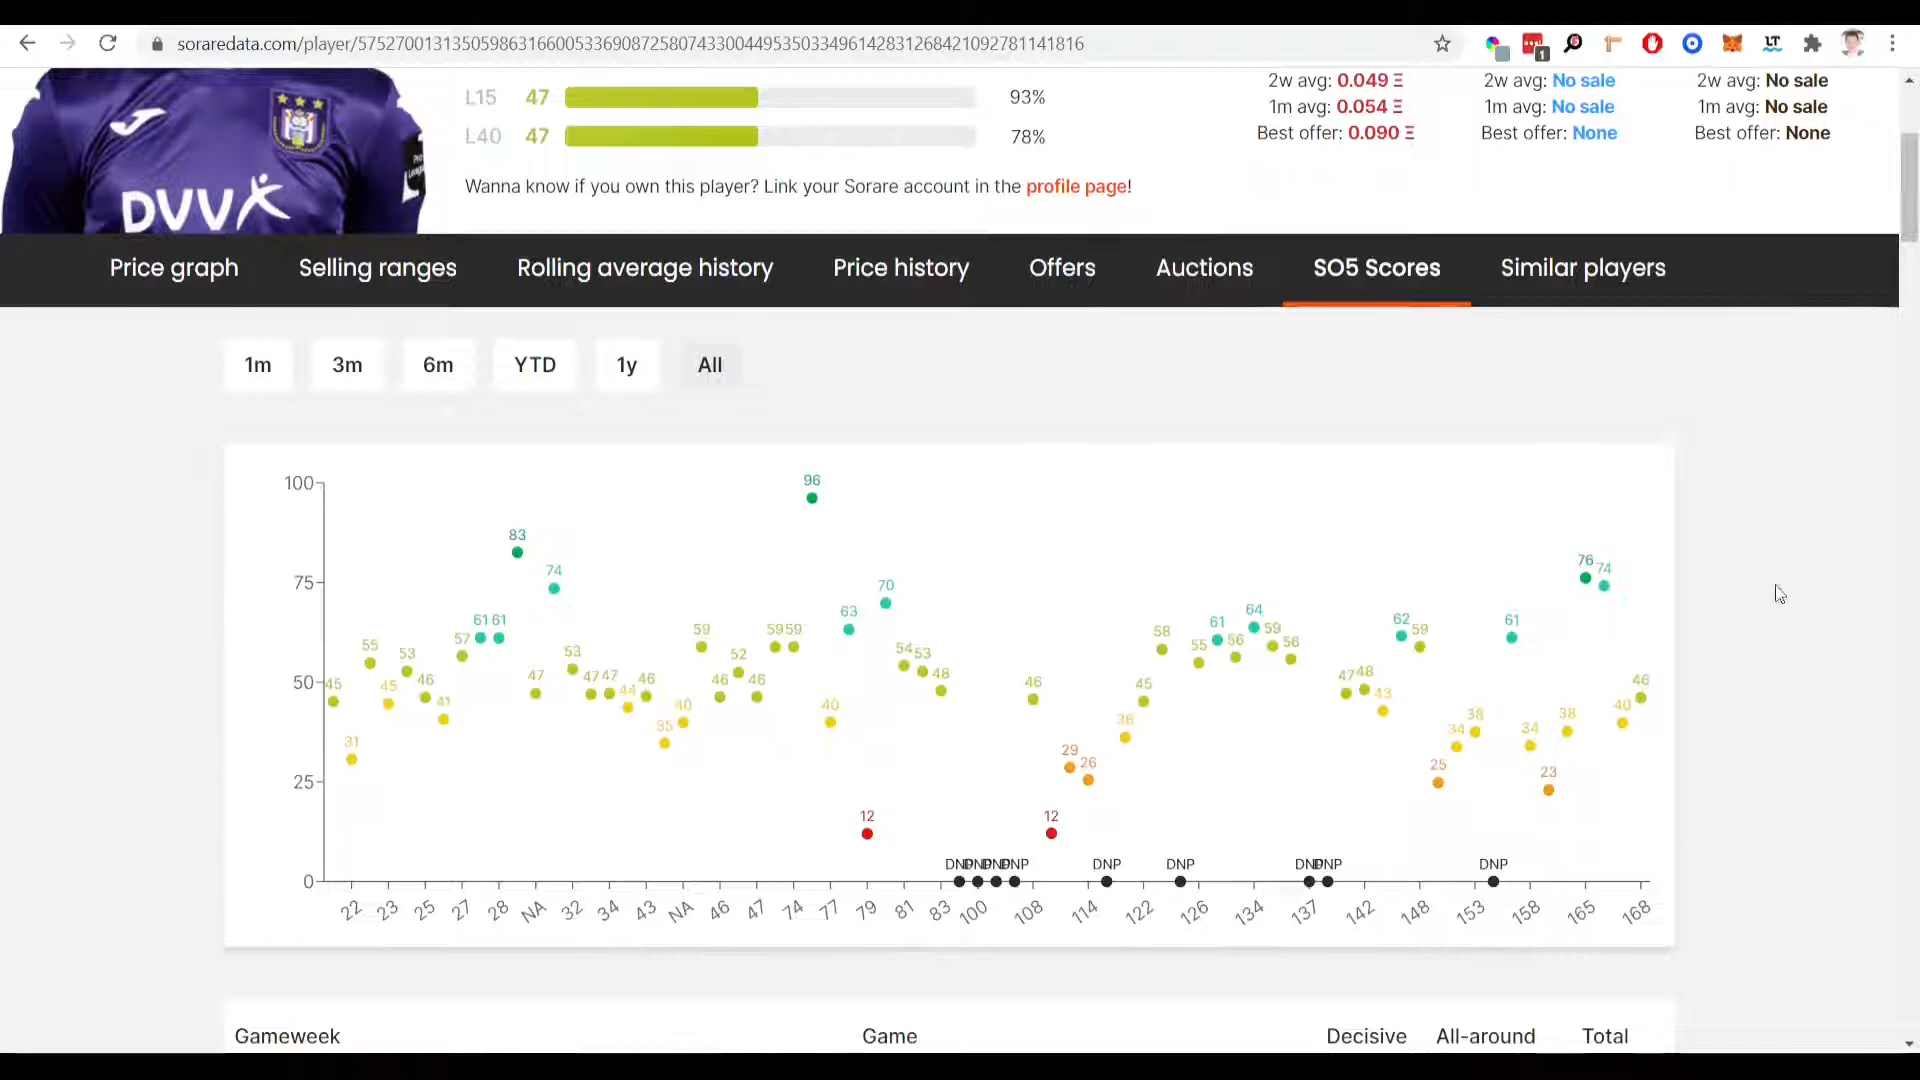 soraredata.com/player/57527001313505986316600533690872580743300449535033496142831268421092781141816
1
L15 47 93%
L40 47 78%
2w avg: 0.049 Ξ
1m avg: 0.054 Ξ
Best offer: 0.090 Ξ
2w avg: No sale
1m avg: No sale
Best offer: None
2w avg: No sale
1m avg: No sale
Best offer: None
DVV
Wanna know if you own this player? Link your Sorare account in the profile page!
Price graph Selling ranges Rolling average history Price history Offers Auctions SO5 Scores Similar players
1m 3m 6m YTD 1y All
100
75
50
25
0
45 31 55 45 53 46 41 57 61 61 83 47 74 53 47 47 44 46 35 40 59 46 52 46 59 59 96 40 63 12 70 54 53 48 DNP DNP DNP DNP 46 12 29 26 DNP 36 45 58 DNP 55 61 56 64 59 56 DNP DNP 47 48 43 62 59 25 34 38 DNP 61 34 23 38 76 74 40 46
22 23 25 27 28 NA 32 34 43 NA 46 47 74 77 79 81 83 100 108 114 122 126 134 137 142 148 153 158 165 168
Gameweek Game Decisive All-around Total